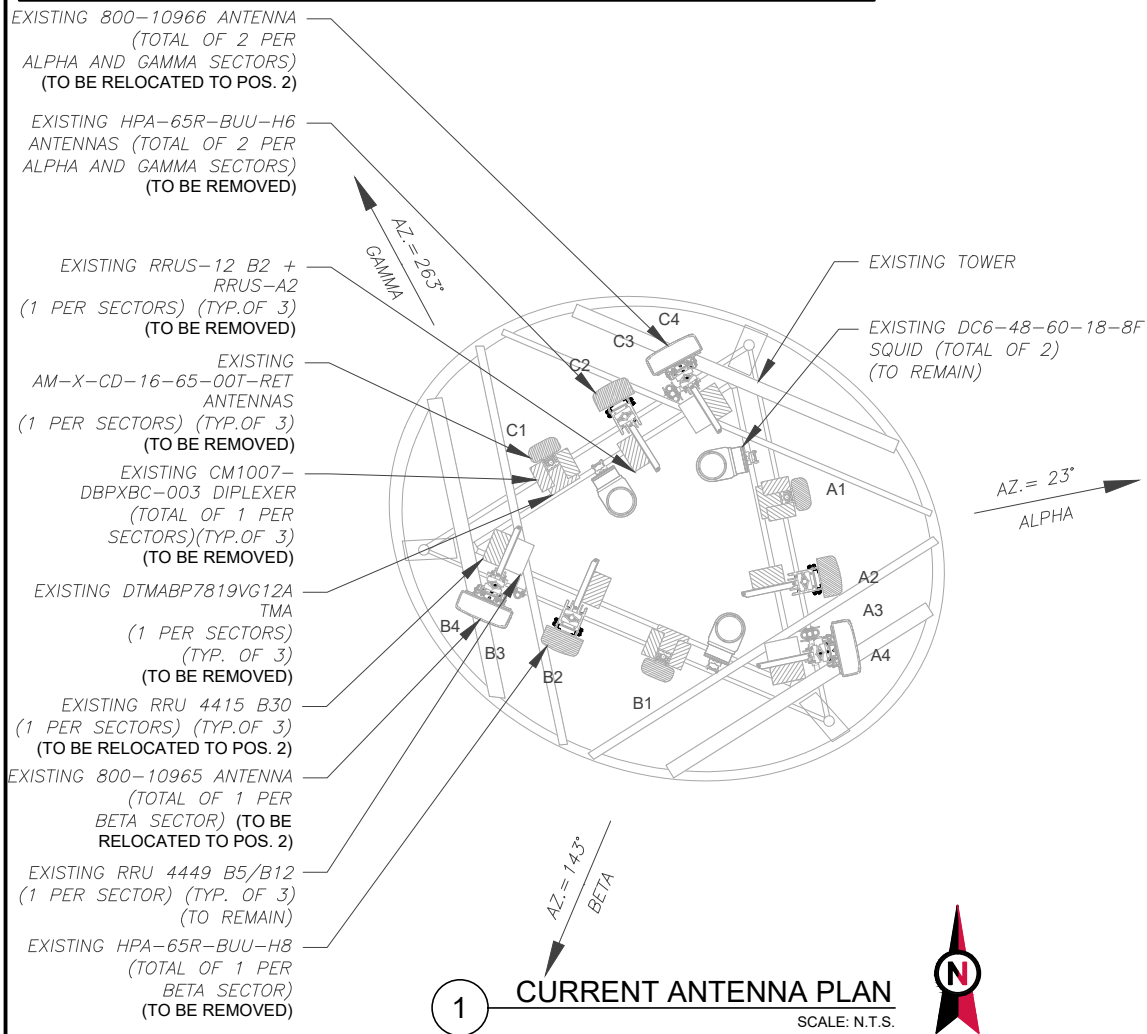 EXISTING 800-10966 ANTENNA
(TOTAL OF 2 PER
ALPHA AND GAMMA SECTORS)
(TO BE RELOCATED TO POS. 2)
EXISTING HPA-65R-BUU-H6
ANTENNAS (TOTAL OF 2 PER
ALPHA AND GAMMA SECTORS)
(TO BE REMOVED)
EXISTING RRUS-12 B2 +
RRUS-A2
(1 PER SECTORS) (TYP.OF 3)
(TO BE REMOVED)
EXISTING
AM-X-CD-16-65-00T-RET
ANTENNAS
(1 PER SECTORS) (TYP.OF 3)
(TO BE REMOVED)
EXISTING CM1007-
DBPXBC-003 DIPLEXER
(TOTAL OF 1 PER
SECTORS)(TYP.OF 3)
(TO BE REMOVED)
EXISTING DTMABP7819VG12A
TMA
(1 PER SECTORS)
(TYP. OF 3)
(TO BE REMOVED)
EXISTING RRU 4415 B30
(1 PER SECTORS) (TYP.OF 3)
(TO BE RELOCATED TO POS. 2)
EXISTING 800-10965 ANTENNA
(TOTAL OF 1 PER
BETA SECTOR) (TO BE
RELOCATED TO POS. 2)
EXISTING RRU 4449 B5/B12
(1 PER SECTOR) (TYP. OF 3)
(TO REMAIN)
EXISTING HPA-65R-BUU-H8
(TOTAL OF 1 PER
BETA SECTOR)
(TO BE REMOVED)
AZ.= 263°
GAMMA
EXISTING TOWER
EXISTING DC6-48-60-18-8F
SQUID (TOTAL OF 2)
(TO REMAIN)
C4
C3
C2
C1
A1
A2
A3
A4
B4
B3
B2
B1
AZ.= 23°
ALPHA
AZ.= 143°
BETA
1
CURRENT ANTENNA PLAN
SCALE: N.T.S.
N